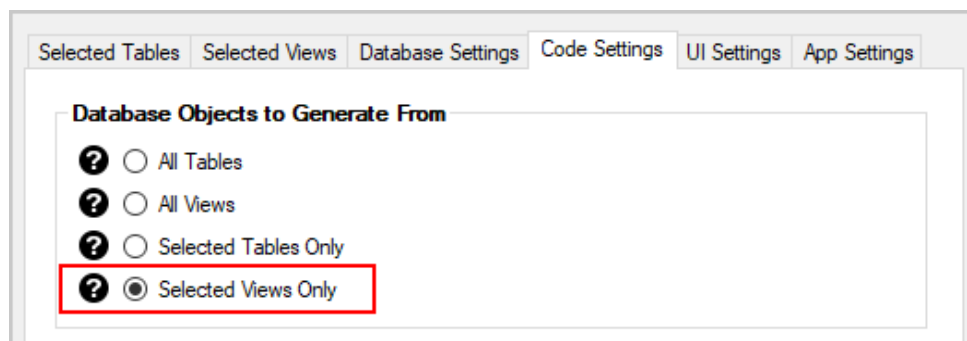 Selected Tables Selected Views Database Settings Code Settings UI Settings App Settings
Database Objects to Generate From
? All Tables
? All Views
? Selected Tables Only
? Selected Views Only